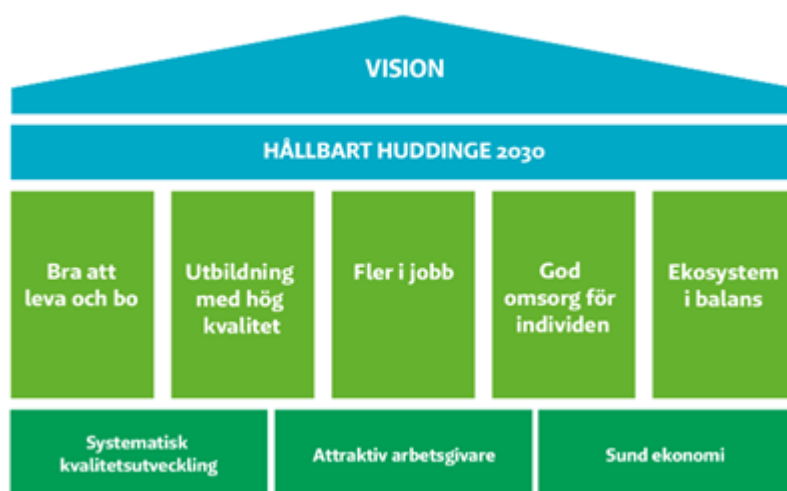 VISION
HÅLLBART HUDDINGE 2030
Bra att
leva och bo
Utbildning
med hög
kvalitet
Fler i jobb
God
omsorg för
individen
Ekosystem
i balans
Systematisk
kvalitetsutveckling
Attraktiv arbetsgivare
Sund ekonomi